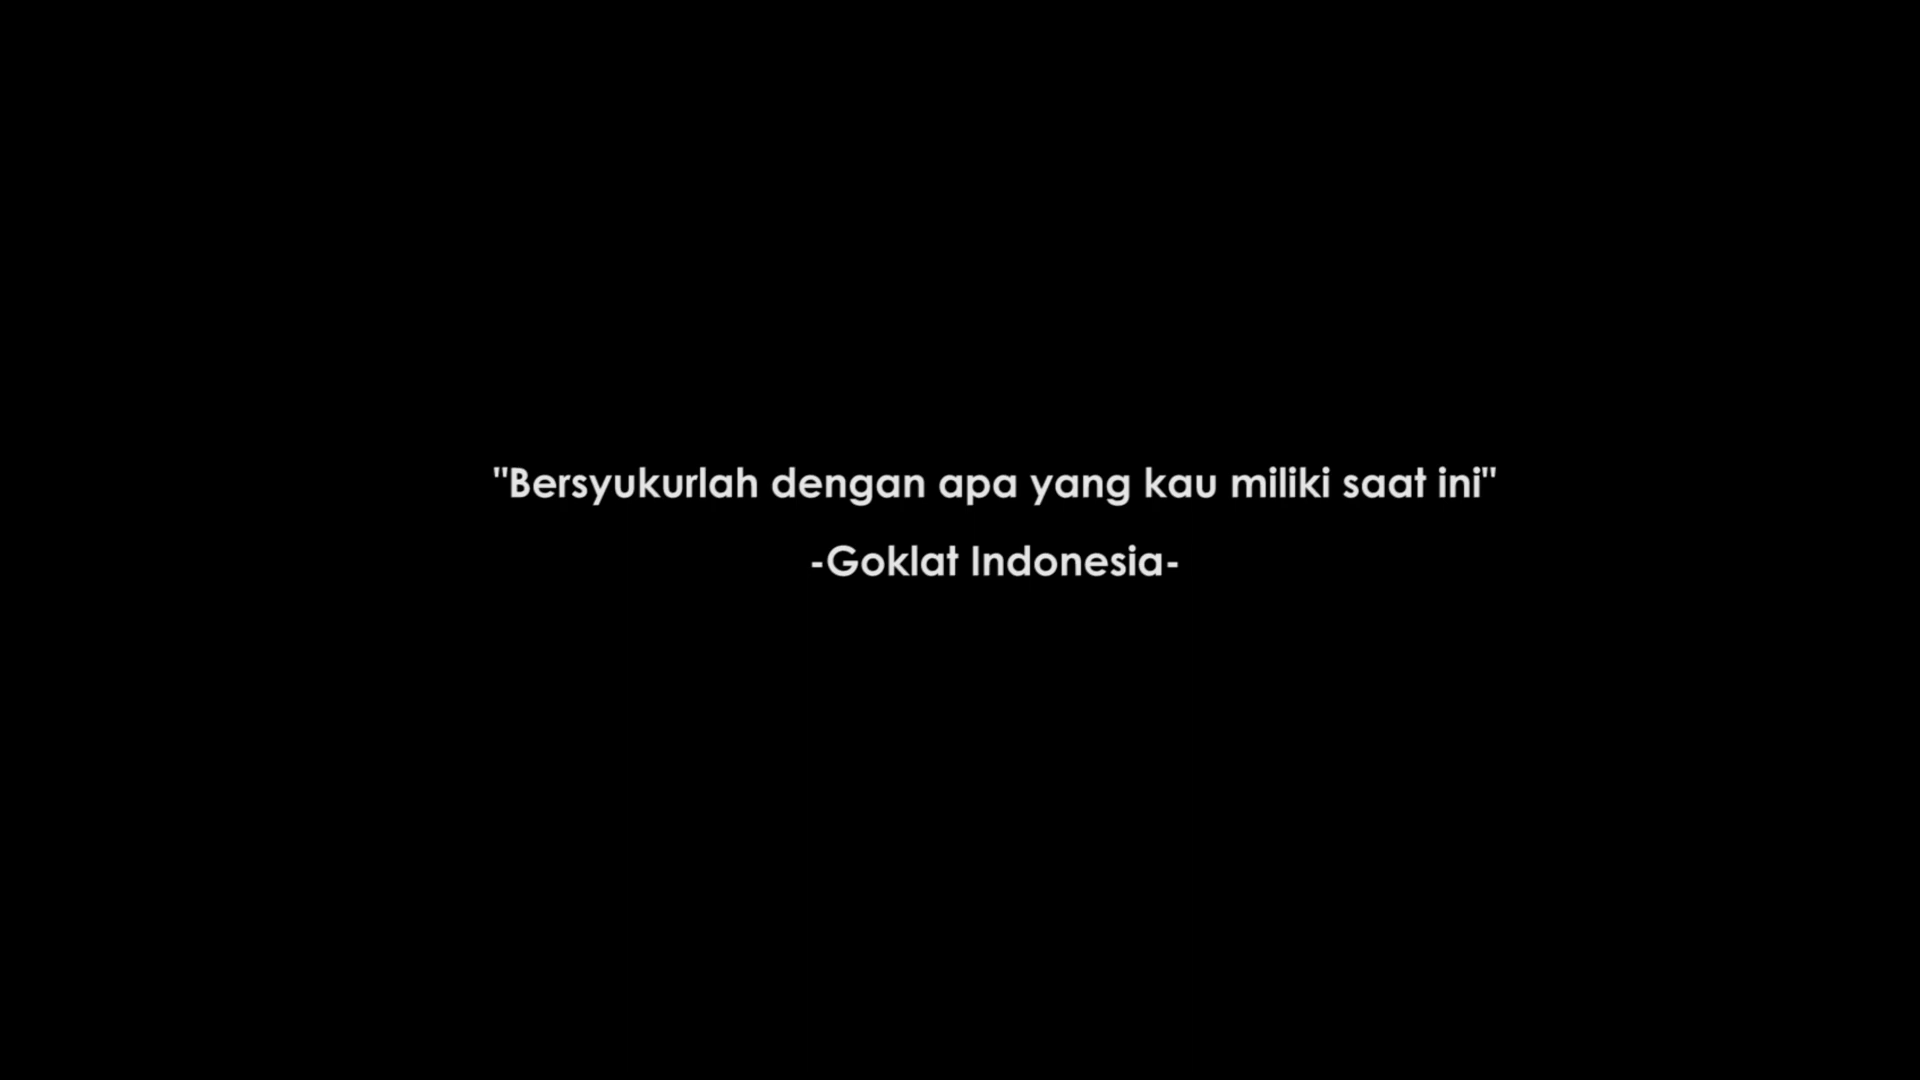 "Bersyukurlah dengan apa yang kau miliki saat ini"
-Goklat Indonesia-